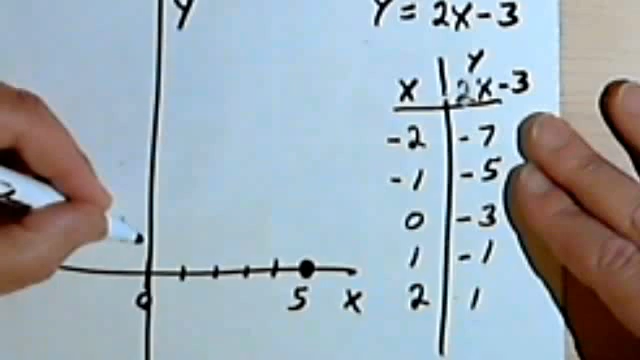 Y
Y = 2X - 3
Y
X 2X - 3
-2 -7
-1 -5
0 -3
1 -1
2 1
0 5 X